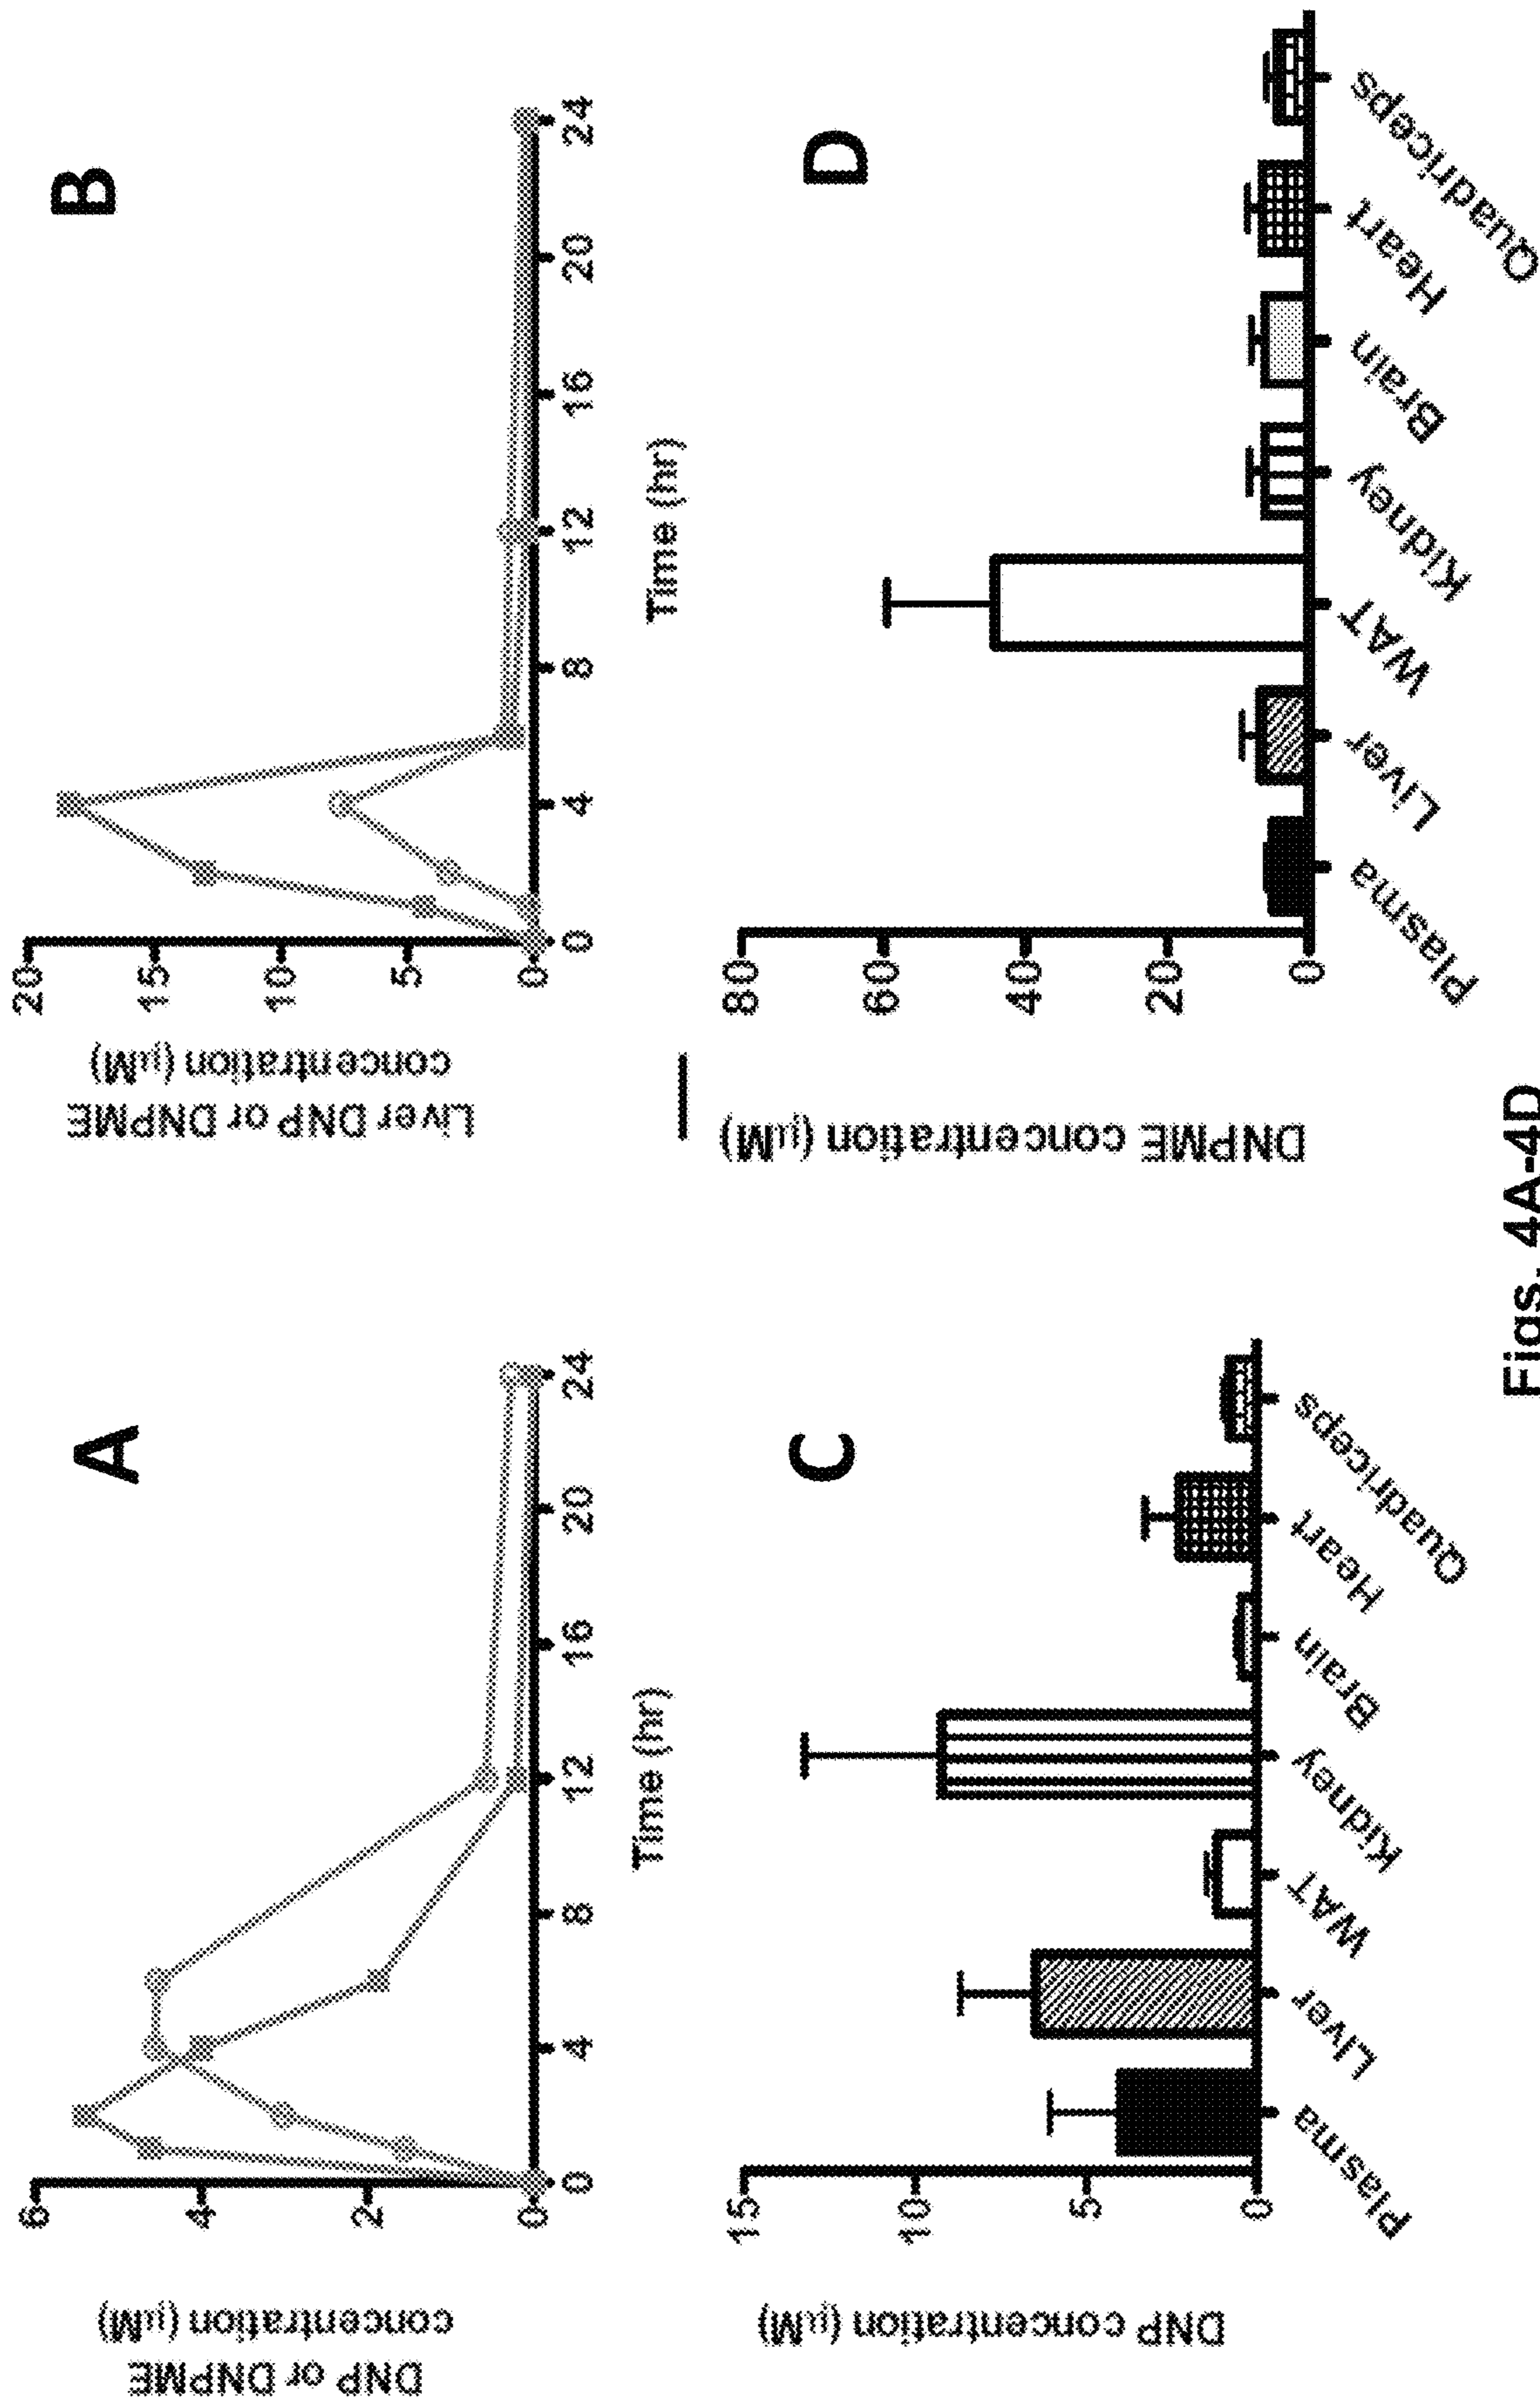 A
DNP or DNPME
concentration (μM)
6
4
2
0
0 4 8 12 16 20 24
Time (hr)
B
Liver DNP or DNPME
concentration (μM)
20
15
10
5
0
0 4 8 12 16 20 24
Time (hr)
C
DNP concentration (μM)
15
10
5
0
Plasma
Liver
WAT
Kidney
Brain
Heart
Quadriceps
D
DNPME concentration (μM)
80
60
40
20
0
Plasma
Liver
WAT
Kidney
Brain
Heart
Quadriceps
Figs. 4A-4D